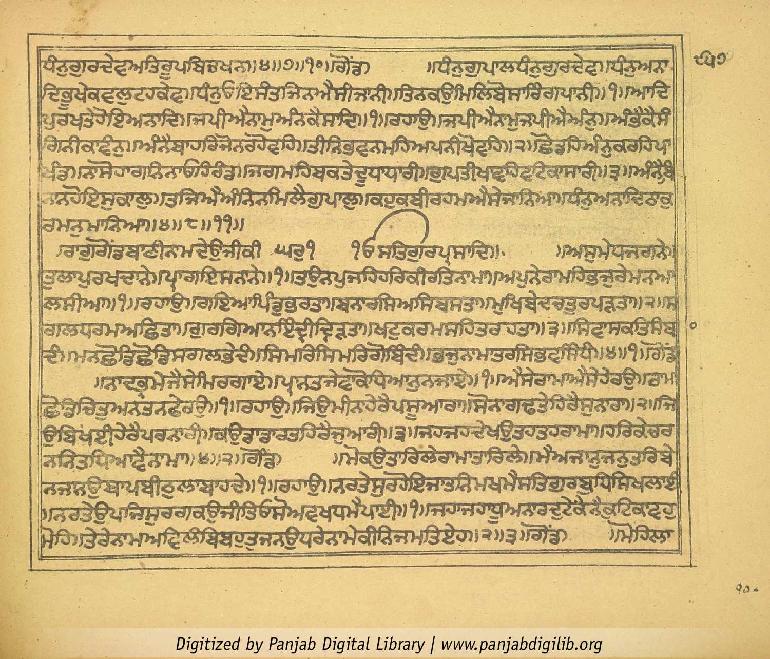 ਧੰਨੁਗੁਰਦੇਵਅਤਿਰੂਪਬਿਚਖਨ॥੪॥੭॥੧੦॥ਗੋਂਡ॥ ਧੰਨੁਗੁਪਾਲਧੰਨੁਗੁਰਦੇਵ॥ਧੰਨੁਅਨਾ ੮੫੭
ਦਿਭੂਖੇਕਵਲੁਟਹਕੇਵ॥ਧੰਨੁਓਇਸੰਤਜਿਨਐਸੀਜਾਨੀ॥ਤਿਨਕਉਮਿਲਿਬੋਸਾਰਿੰਗਪਾਨੀ॥੧॥ਆਦਿ
ਪੁਰਖਤੇਹੋਇਅਨਾਦਿ॥ਜਪੀਐਨਾਮੁਅੰਨਕੈਸਾਦਿ॥੧॥ਰਹਾਉ॥ਜਪੀਐਨਾਮੁਜਪੀਐਅੰਨੁ॥ਅੰਭੈਕੈਸੰ
ਗਿਨੀਕਾਵੰਨੁ॥ਅੰਨੈਬਾਹਰਿਜੋਨਰਹੋਵਹਿ॥ਤੀਨਿਭਵਨਮਹਿਅਪਨੀਖੋਵਹਿ॥੨॥ਛੋਡਹਿਅੰਨੁਕਰਹਿਪਾ
ਖੰਡ॥ਨਾਸੋਹਾਗਨਿਨਾਓਹਿਰੰਡ॥ਜਗਮਹਿਬਕਤੇਦੂਧਾਧਾਰੀ॥ਗੁਪਤੀਖਾਵਹਿਵਟਿਕਾਸਾਰੀ॥੩॥ਅੰਨੈਬਿ
ਨਾਨਹੋਇਸੁਕਾਲੁ॥ਤਜਿਐਅੰਨਿਨਮਿਲੈਗੁਪਾਲੁ॥ਕਹੁਕਬੀਰਹਮਐਸੇਜਾਨਿਆ॥ਧੰਨੁਅਨਾਦਿਠਾਕੁ
ਰਮਨੁਮਾਨਿਆ॥੪॥੮॥੧੧॥
ਰਾਗੁਗੋਂਡਬਾਣੀਨਾਮਦੇਉਜੀਕੀ ਘਰੁ੧ ੴਸਤਿਗੁਰਪ੍ਰਸਾਦਿ॥ ॥ਅਸੁਮੇਧਜਗਨੇ॥
ਤੁਲਾਪੁਰਖਦਾਨੇ॥ਪ੍ਰਾਗਇਸਨਾਨੇ॥੧॥ਤਉਨਪੁਜਹਿਹਰਿਕੀਰਤਿਨਾਮਾ॥ਅਪੁਨੇਰਾਮਹਿਭਜੁਰੇਮਨਆ
ਲਸੀਆ॥੧॥ਰਹਾਉ॥ਗਇਆਪਿੰਡੁਭਰਤਾ॥ਬਨਾਰਸਿਅਸਿਬਸਤਾ॥ਮੁਖਿਬੇਦਚਤੁਰਪੜਤਾ॥੨॥ਸ
ਗਲਧਰਮਅਛਿਤਾ॥ਗੁਰਗਿਆਨਇੰਦ੍ਰੀਦ੍ਰਿੜਤਾ॥ਖਟੁਕਰਮਸਹਿਤਰਹਤਾ॥੩॥ਸਿਵਾਸਕਤਿਸੰਬਾ
ਦੰ॥ਮਨਛੋਡਿਛੋਡਿਸਗਲਭੇਦੰ॥ਸਿਮਰਿਸਿਮਰਿਗੋਬਿੰਦੰ॥ਭਜੁਨਾਮਾਤਰਸਿਭਵਸਿੰਧੰ॥੪॥੧॥ਗੋਂਡ
॥ਨਾਦਭ੍ਰਮੇਜੈਸੇਮਿਰਗਾਏ॥ਪ੍ਰਾਨਤਜੇਵਾਕੋਧਿਆਨੁਨਜਾਏ॥੧॥ਐਸੇਰਾਮਾਐਸੇਹੇਰਉ॥ਰਾਮੁ
ਛੋਡਿਚਿਤੁਅਨਤਨਫੇਰਉ॥੧॥ਰਹਾਉ॥ਜਿਉਮੀਨਾਹੇਰੈਪਸੂਆਰਾ॥ਸੋਨਾਗਢਤੇਹਿਰੈਸੁਨਾਰਾ॥੨॥ਜਿ
ਉਬਿਖਈਹੇਰੈਪਰਨਾਰੀ॥ਕਉਡਾਡਾਰਤਹਿਰੈਜੁਆਰੀ॥੩॥ਜਹਜਹਦੇਖਉਤਹਤਹਰਾਮਾ॥ਹਰਿਕੇਚਰ
ਨਨਿਤਧਿਆਵੈਨਾਮਾ॥੪॥੨॥ਗੋਂਡ॥ ॥ਮੋਕਉਤਾਰਿਲੇਰਾਮਾਤਾਰਿਲੇ॥ਮੈਅਜਾਨੁਜਨੁਤਰਿਬੇ
ਨਜਾਨਉਬਾਪਬੀਠੁਲਾਬਾਹਦੇ॥੧॥ਰਹਾਉ॥ਨਰਤੇਸੁਰਹੋਇਜਾਤਨਿਮਖਮੈਸਤਿਗੁਰਬੁਧਿਸਿਖਲਾਈ
॥ਨਰਤੇਉਪਜਿਸੁਰਗਕਉਜੀਤਿਓਸੋਅਵਖਧਮੈਪਾਈ॥੧॥ਜਹਾਜਹਾਧੂਅਨਾਰਦੁਟੇਕੈਨੈਕੁਟਿਕਾਵਹੁ
ਮੋਹਿ॥ਤੇਰੇਨਾਮਅਵਿਲੰਬਿਬਹੁਤੁਜਨਉਧਰੇਨਾਮੇਕੀਨਿਜਮਤਿਏਹ॥੨॥੩॥ਗੋਂਡ॥ ॥ਮੋਹਿਲਾ
Digitized by Panjab Digital Library | www.panjabdigilib.org